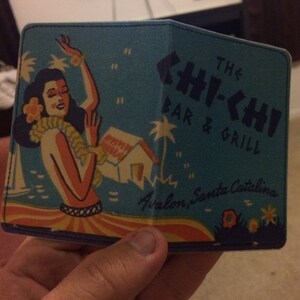 THE
CHI-CHI
BAR & GRILL
Avalon, Santa Catalina